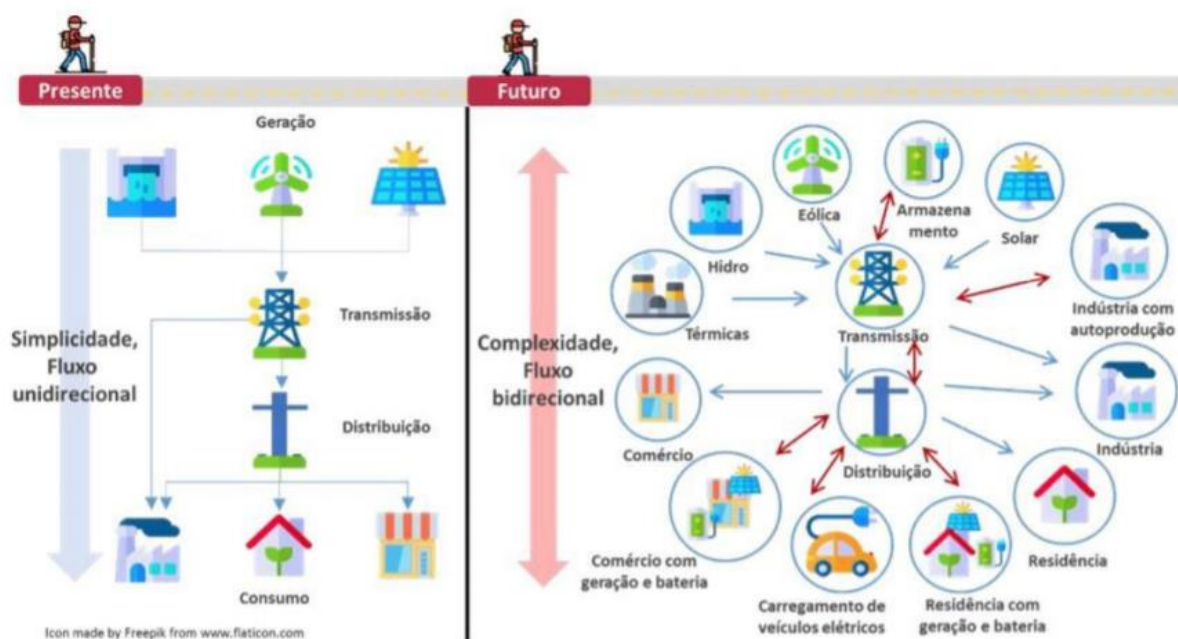 Presente
Geração
Transmissão
Simplicidade,
Fluxo
unidirecional
Distribuição
Consumo
Icon made by Freepik from www.flaticon.com
Futuro
Eólica
Armazena
mento
Solar
Hidro
Térmicas
Transmissão
Indústria com
autoprodução
Complexidade,
Fluxo
bidirecional
Comércio
Distribuição
Indústria
Comércio com
geração e bateria
Carregamento de
veículos elétricos
Residência com
geração e bateria
Residência